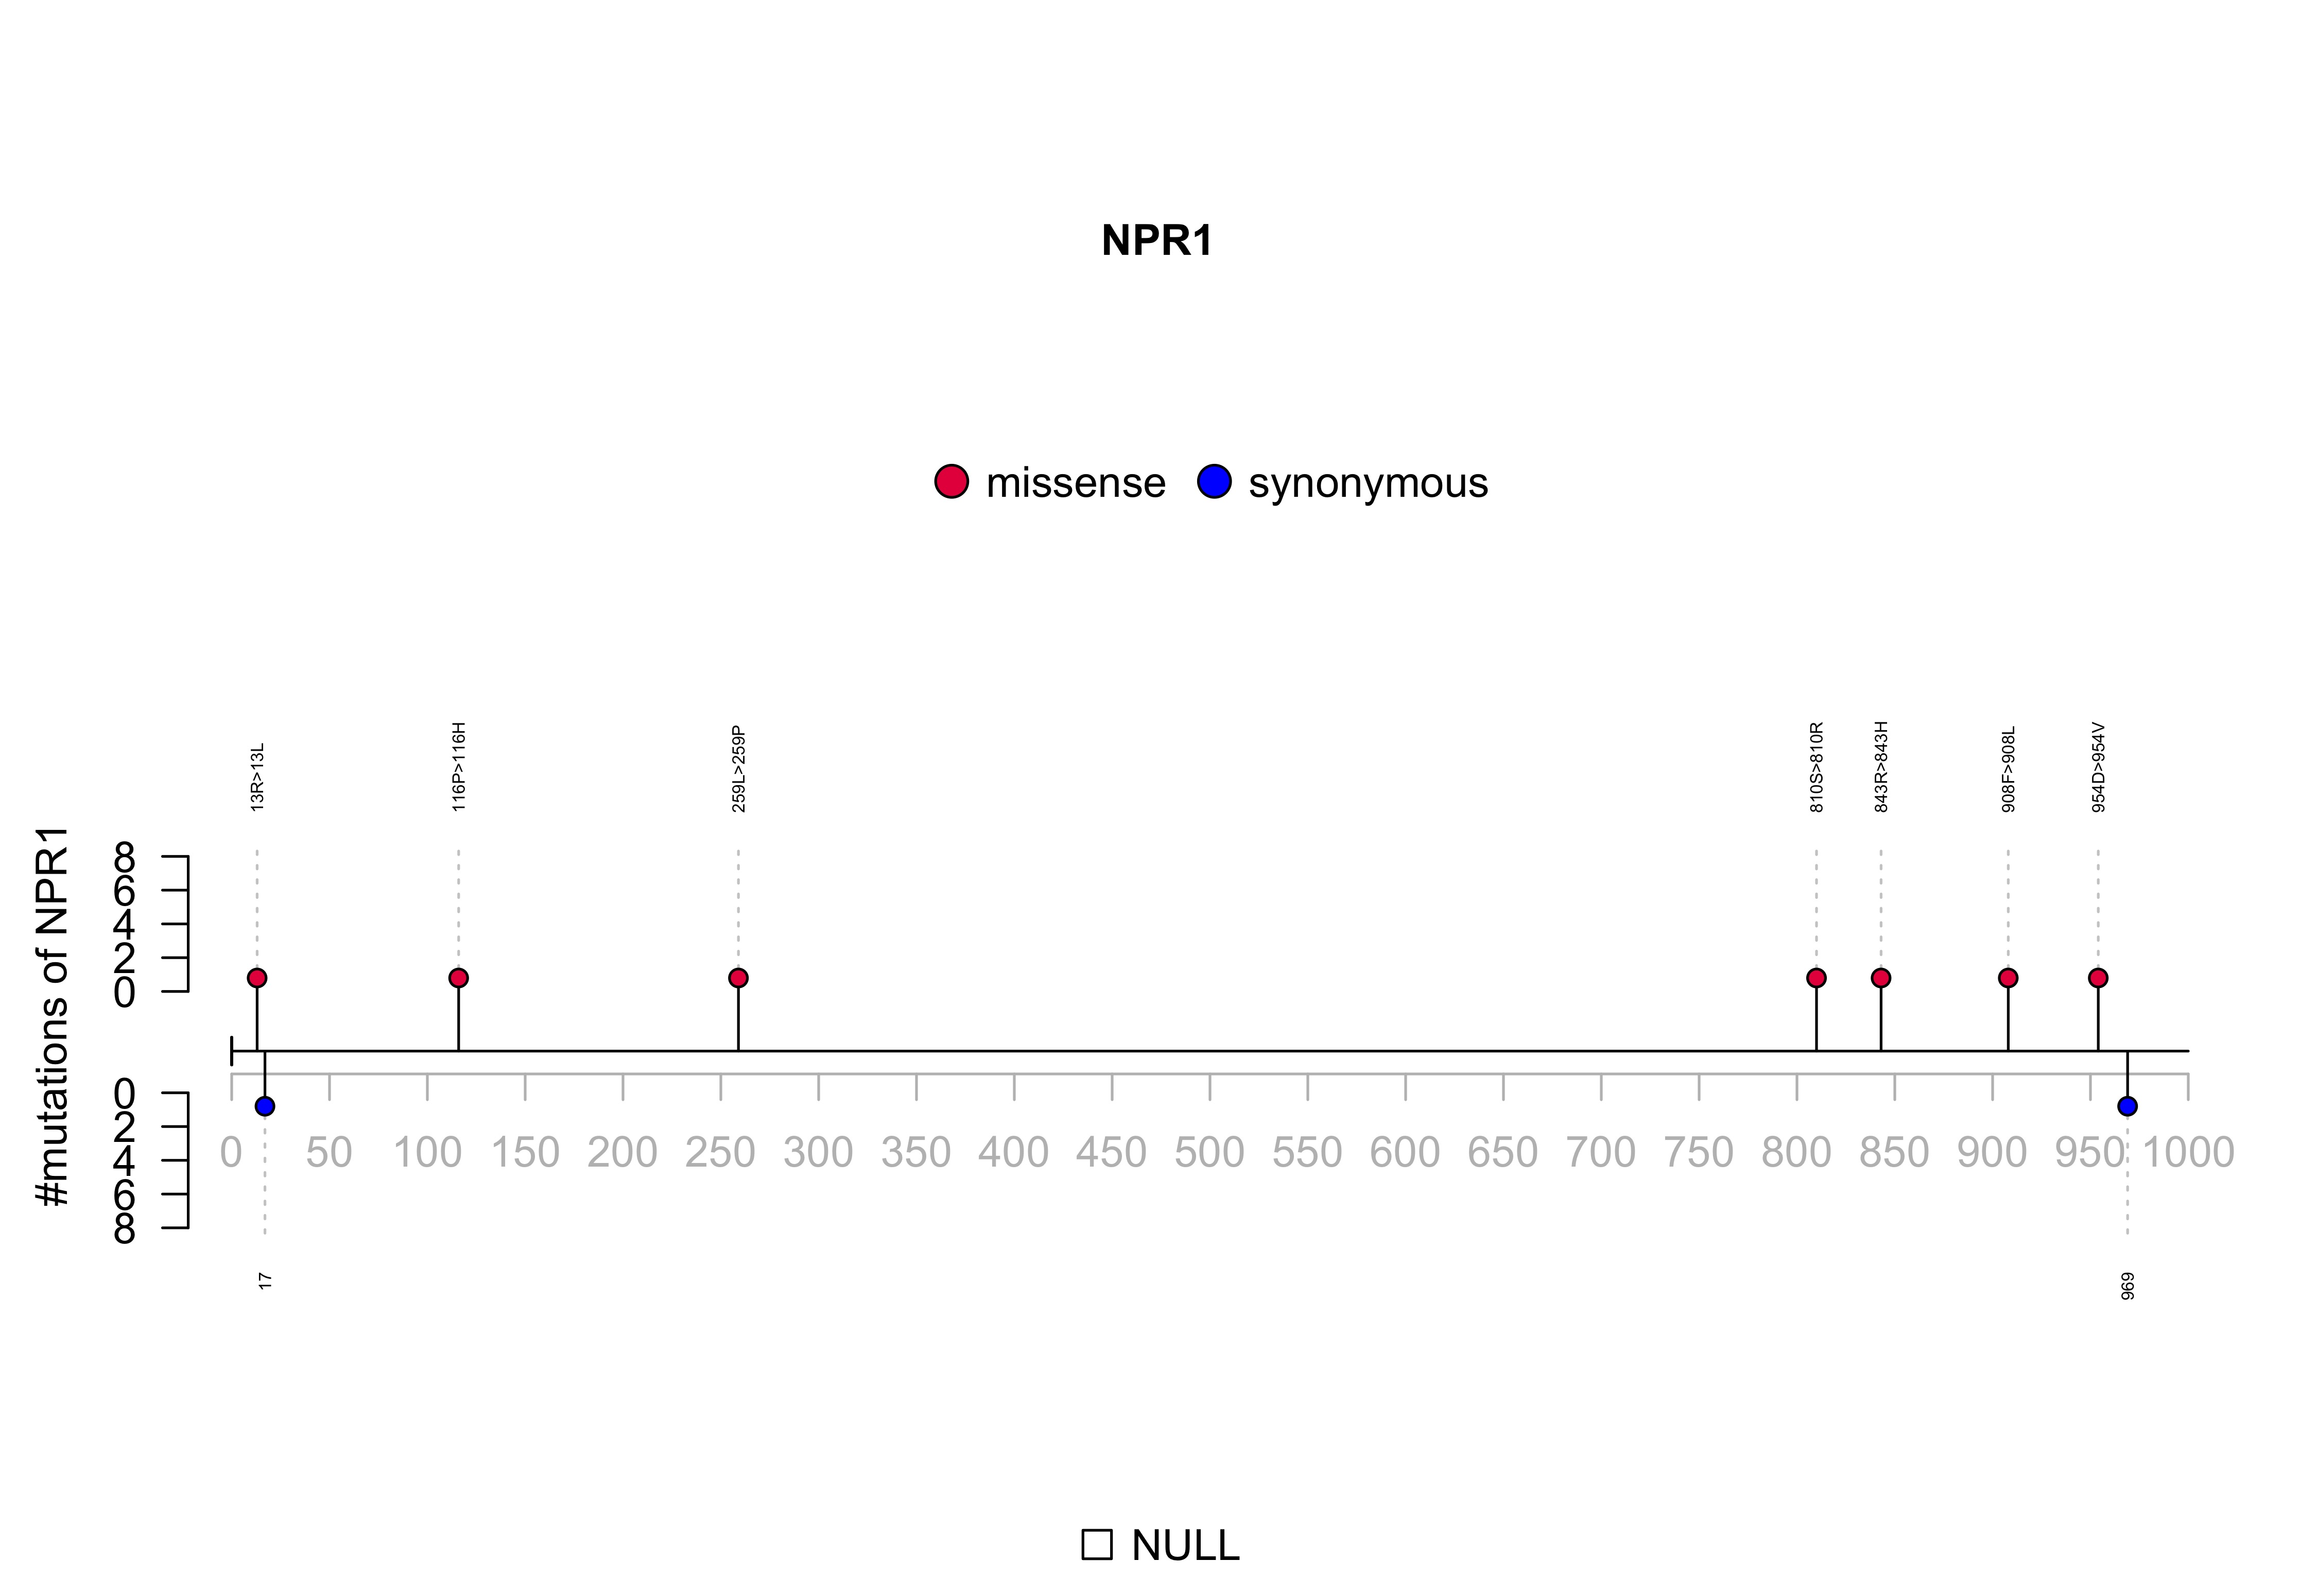 NPR1
missense synonymous
13R>13L
116P>116H
259L>259P
810S>810R
843R>843H
908F>908L
954D>954V
#mutations of NPR1
8
6
4
2
0
0
2
4
6
8
0 50 100 150 200 250 300 350 400 450 500 550 600 650 700 750 800 850 900 950 1000
17
969
NULL